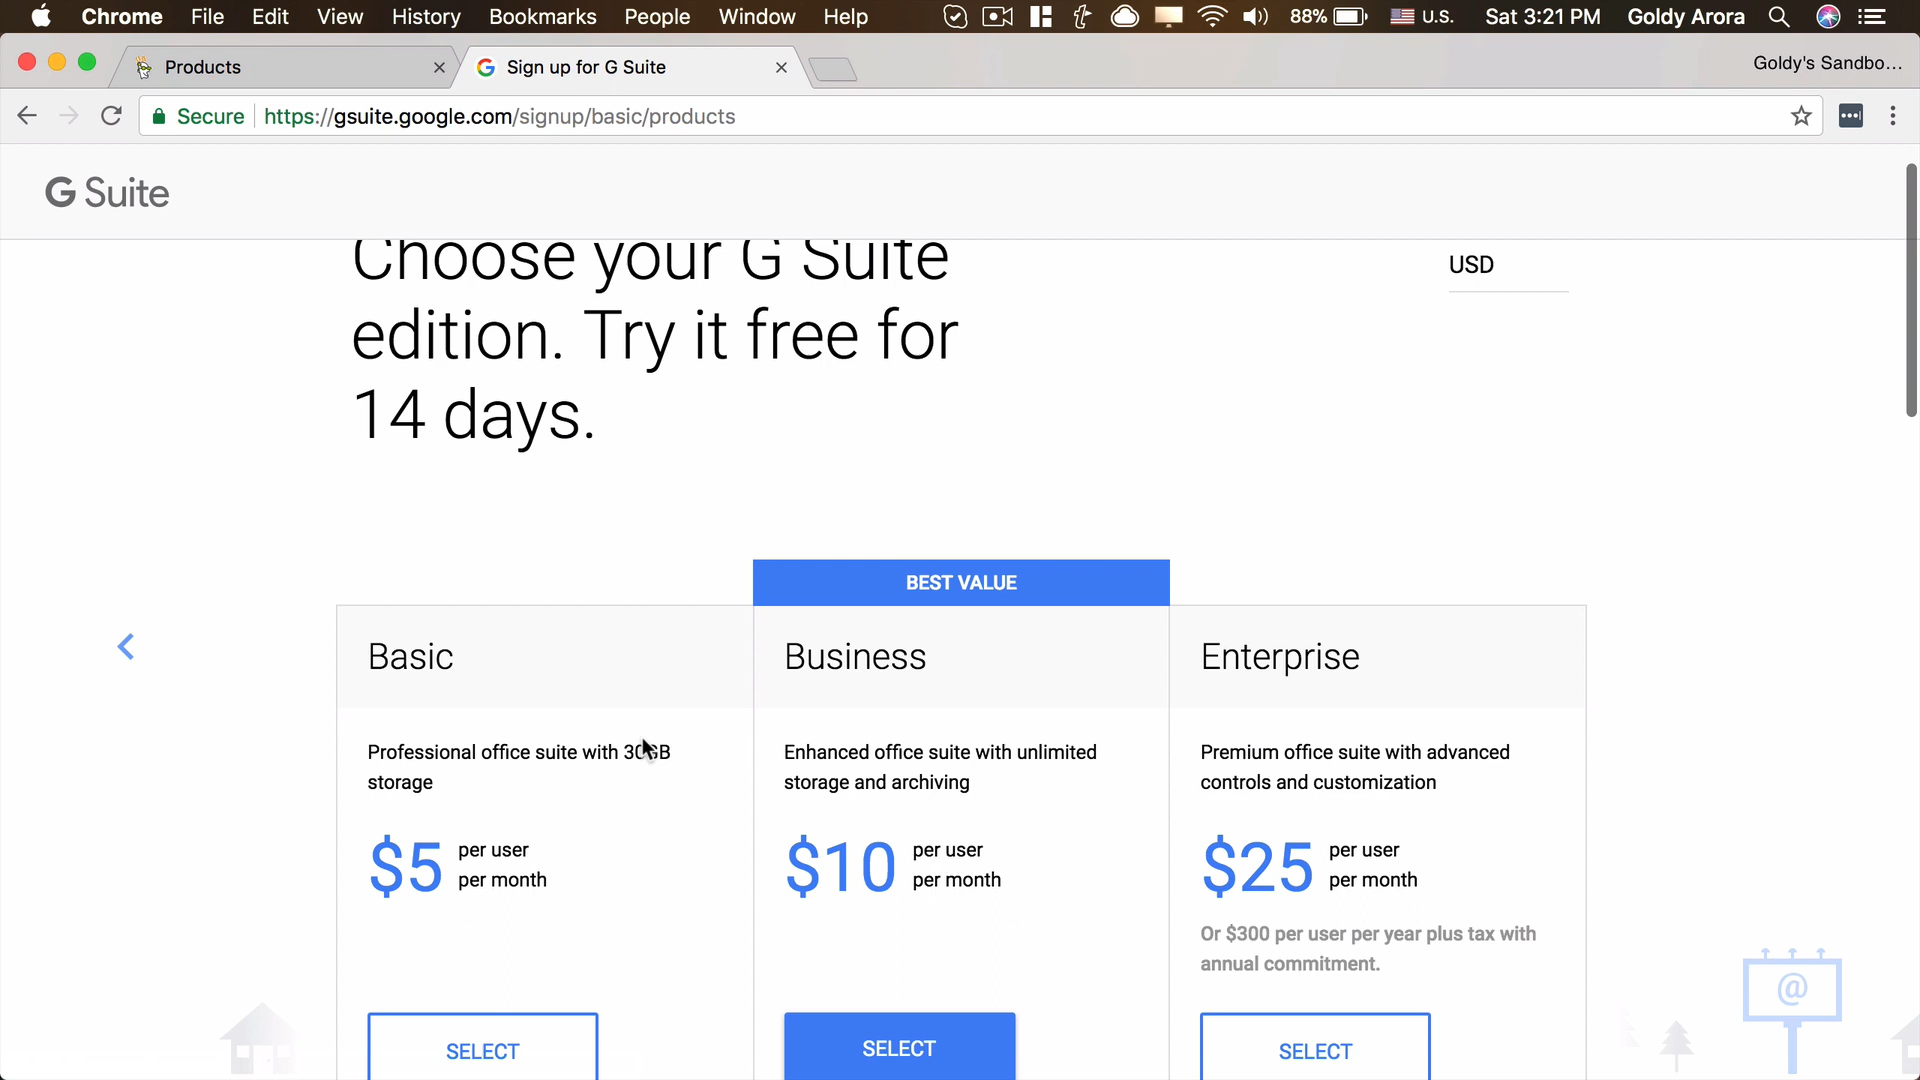 Chrome File Edit View History Bookmarks People Window Help 88% U.S. Sat 3:21 PM Goldy Arora
Products Sign up for G Suite Goldy's Sandbo...
Secure https://gsuite.google.com/signup/basic/products
G Suite
Choose your G Suite
edition. Try it free for
14 days.
USD
BEST VALUE
Basic
Professional office suite with 30GB
storage
$5 per user
per month
SELECT
Business
Enhanced office suite with unlimited
storage and archiving
$10 per user
per month
SELECT
Enterprise
Premium office suite with advanced
controls and customization
$25 per user
per month
Or $300 per user per year plus tax with
annual commitment.
SELECT
@